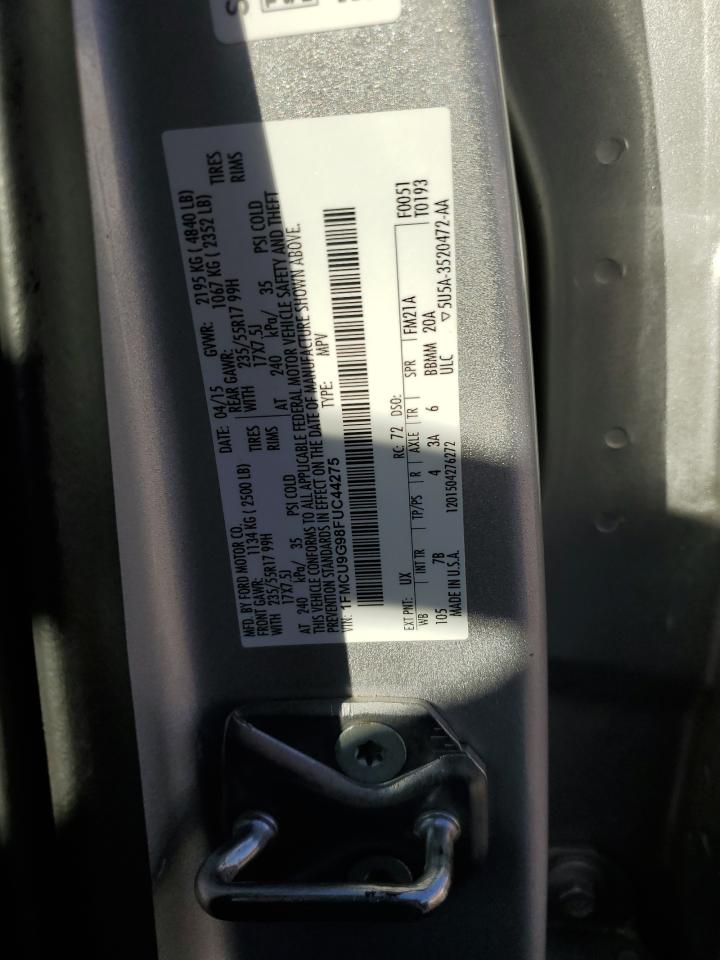 MFD. BY FORD MOTOR CO. DATE: 04/15 GVWR: 2195 KG ( 4840 LB)
FRONT GAWR: 1134 KG ( 2500 LB) REAR GAWR: 1067 KG ( 2352 LB)
WITH 235/55R17 99H TIRES WITH 235/55R17 99H TIRES
17X7.5J RIMS 17X7.5J RIMS
AT 240 kPa/ 35 PSI COLD AT 240 kPa/ 35 PSI COLD
THIS VEHICLE CONFORMS TO ALL APPLICABLE FEDERAL MOTOR VEHICLE SAFETY AND THEFT
PREVENTION STANDARDS IN EFFECT ON THE DATE OF MANUFACTURE SHOWN ABOVE.
VIN: 1FMCU9G98FUC44275 TYPE: MPV
EXT PNT: UX RC: 72 DSO: F0051
WB INT TR TP/PS R AXLE TR SPR FM21A T0193
105 7B 4 3A 6 BBMM 20A
MADE IN U.S.A. 1201504276272 ULC ▽5U5A-3520472-AA